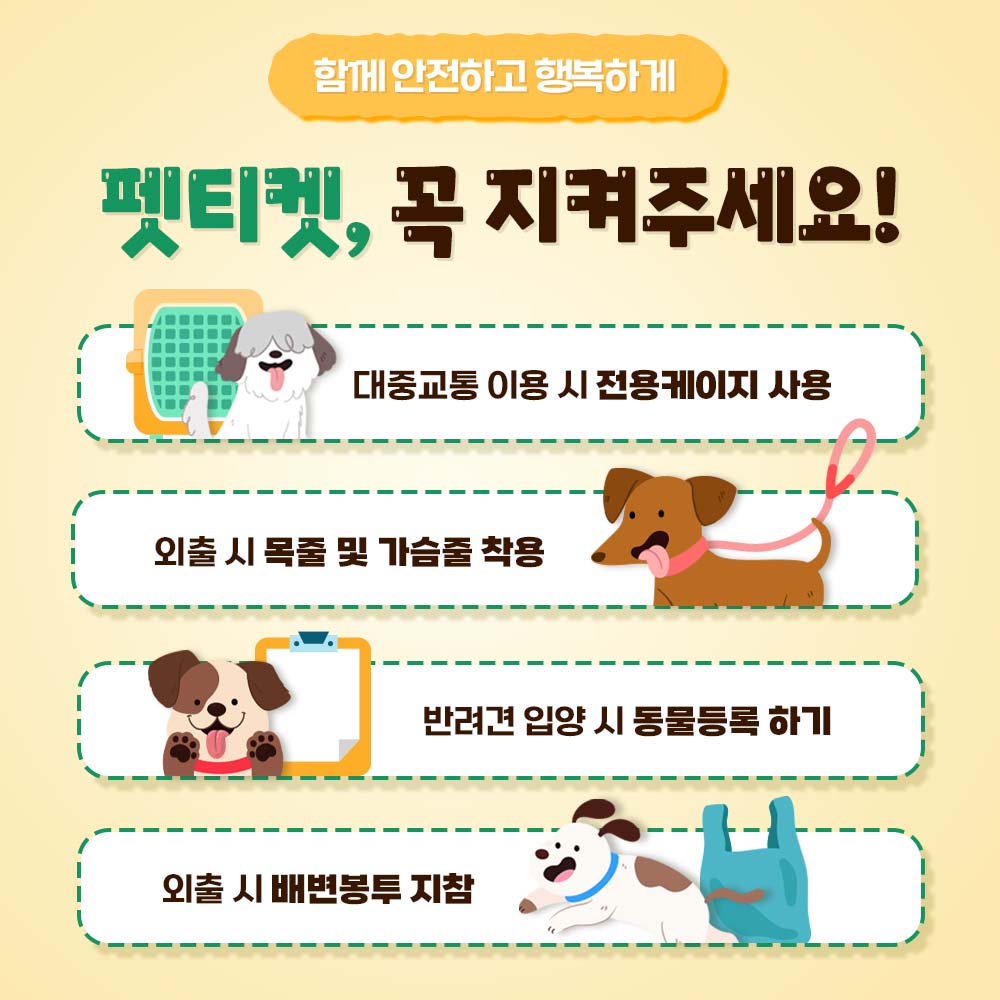 함께 안전하고 행복하게
펫티켓, 꼭 지켜주세요!
대중교통 이용 시 전용케이지 사용
외출 시 목줄 및 가슴줄 착용
반려견 입양 시 동물등록 하기
외출 시 배변봉투 지참